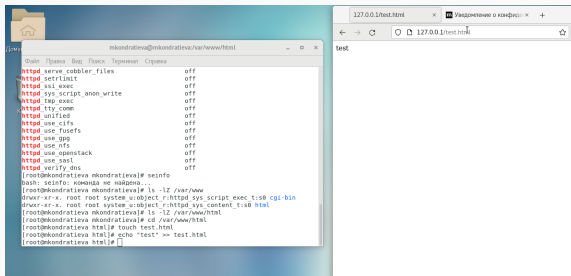 Дома
mkondratieva@mkondratieva:/var/www/html
Файл Правка Вид Поиск Терминал Справка
httpd_serve_cobbler_files off
httpd_setrlimit off
httpd_ssi_exec off
httpd_sys_script_anon_write off
httpd_tmp_exec off
httpd_tty_comm off
httpd_unified off
httpd_use_cifs off
httpd_use_fusefs off
httpd_use_gpg off
httpd_use_nfs off
httpd_use_openstack off
httpd_use_sasl off
httpd_verify_dns off
[root@mkondratieva mkondratieva]# seinfo
bash: seinfo: команда не найдена...
[root@mkondratieva mkondratieva]# ls -lZ /var/www
drwxr-xr-x. root root system_u:object_r:httpd_sys_script_exec_t:s0 cgi-bin
drwxr-xr-x. root root system_u:object_r:httpd_sys_content_t:s0 html
[root@mkondratieva mkondratieva]# ls -lZ /var/www/html
[root@mkondratieva mkondratieva]# cd /var/www/html
[root@mkondratieva html]# touch test.html
[root@mkondratieva html]# echo "test" >> test.html
[root@mkondratieva html]#
127.0.0.1/test.html
Уведомление о конфиде
127.0.0.1/test.html
test